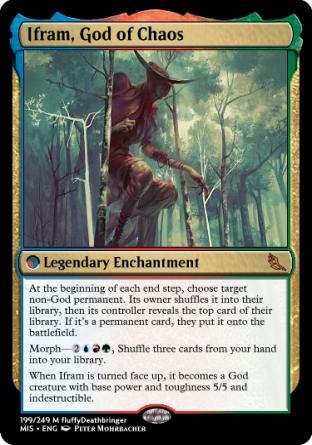 Ifram, God of Chaos
Legendary Enchantment
At the beginning of each end step, choose target
non-God permanent. Its owner shuffles it into their
library, then its controller reveals the top card of their
library. If it's a permanent card, they put it onto the
battlefield.
Morph—2, Shuffle three cards from your hand
into your library.
When Ifram is turned face up, it becomes a God
creature with base power and toughness 5/5 and
indestructible.
199/249 M fluffyDeathbringer
MIS • ENG Peter Mohrbacher